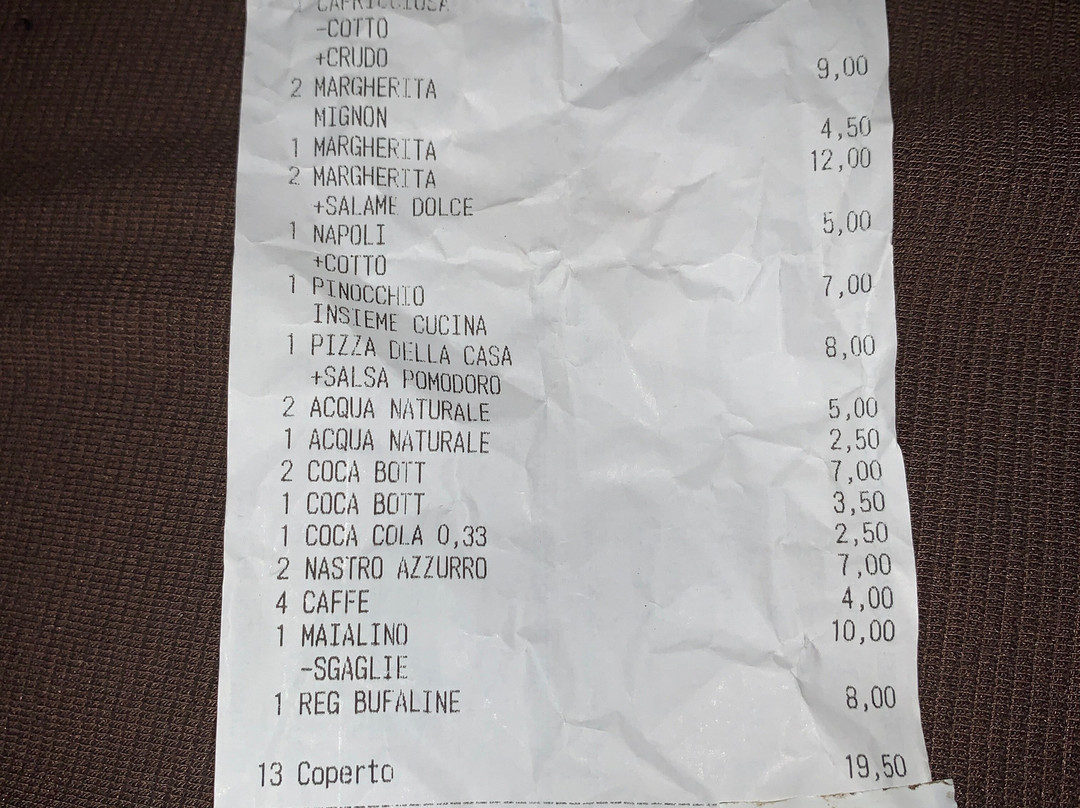 1 CAPRICCIOSA
-COTTO
+CRUDO
2 MARGHERITA 9,00
MIGNON
1 MARGHERITA 4,50
2 MARGHERITA 12,00
+SALAME DOLCE
1 NAPOLI 5,00
+COTTO
1 PINOCCHIO 7,00
INSIEME CUCINA
1 PIZZA DELLA CASA 8,00
+SALSA POMODORO
2 ACQUA NATURALE 5,00
1 ACQUA NATURALE 2,50
2 COCA BOTT 7,00
1 COCA BOTT 3,50
1 COCA COLA 0,33 2,50
2 NASTRO AZZURRO 7,00
4 CAFFE 4,00
1 MAIALINO 10,00
-SGAGLIE
1 REG BUFALINE 8,00
13 Coperto 19,50